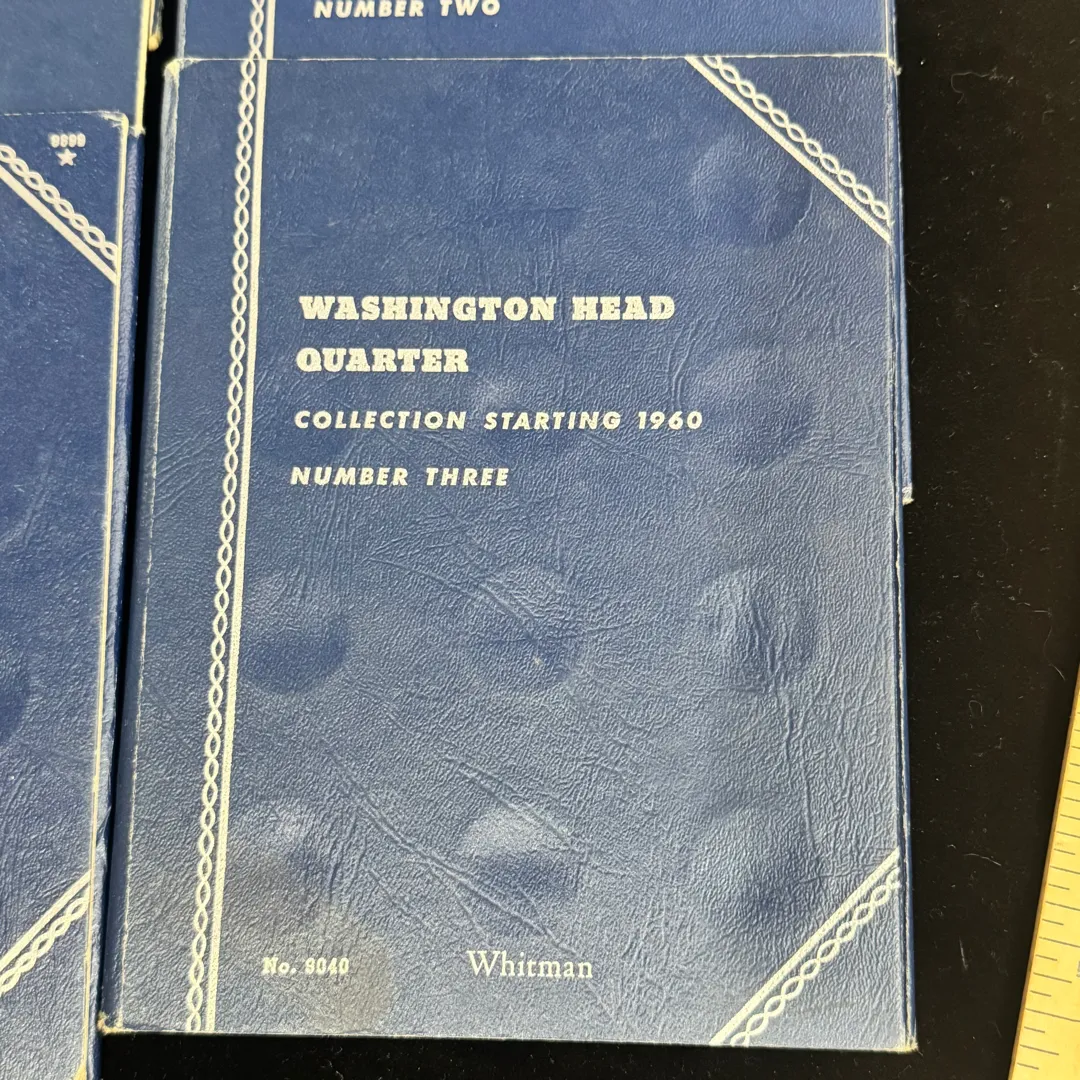 NUMBER TWO
WASHINGTON HEAD
QUARTER
COLLECTION STARTING 1960
NUMBER THREE
No. 9040
Whitman